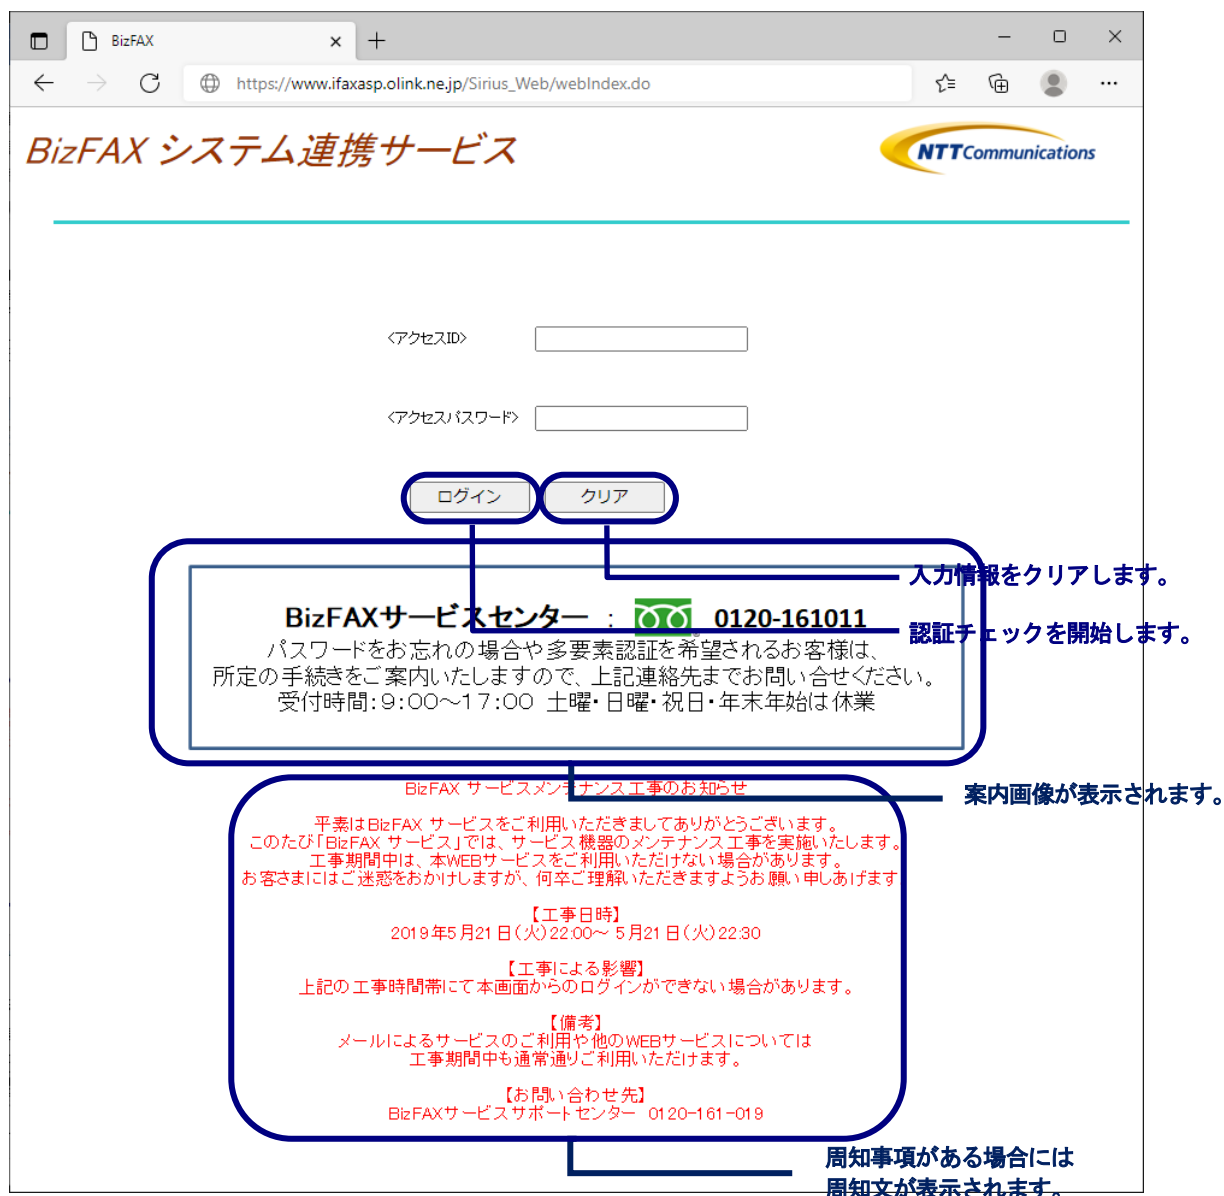 BizFAX
https://www.ifaxasp.olink.ne.jp/Sirius_Web/webIndex.do
BizFAX システム連携サービス
NTT Communications
<アクセスID>
<アクセスパスワード>
ログイン クリア
入力情報をクリアします。
BizFAXサービスセンター : 0120-161011
認証チェックを開始します。
パスワードをお忘れの場合や多要素認証を希望されるお客様は、
所定の手続きをご案内いたしますので、上記連絡先までお問い合せください。
受付時間:9:00～17:00 土曜・日曜・祝日・年末年始は休業
案内画像が表示されます。
BizFAX サービスメンテナンス工事のお知らせ
平素はBizFAX サービスをご利用いただきましてありがとうございます。
このたび「BizFAX サービス」では、サービス機器のメンテナンス工事を実施いたします。
工事期間中は、本WEBサービスをご利用いただけない場合があります。
お客さまにはご迷惑をおかけしますが、何卒ご理解いただきますようお願い申しあげます
【工事日時】
2019年5月21日(火)22:00～5月21日(火)22:30
【工事による影響】
上記の工事時間帯にて本画面からのログインができない場合があります。
【備考】
メールによるサービスのご利用や他のWEBサービスについては
工事期間中も通常通りご利用いただけます。
【お問い合わせ先】
BizFAXサービスサポートセンター 0120-161-019
周知事項がある場合には
周知文が表示されます。